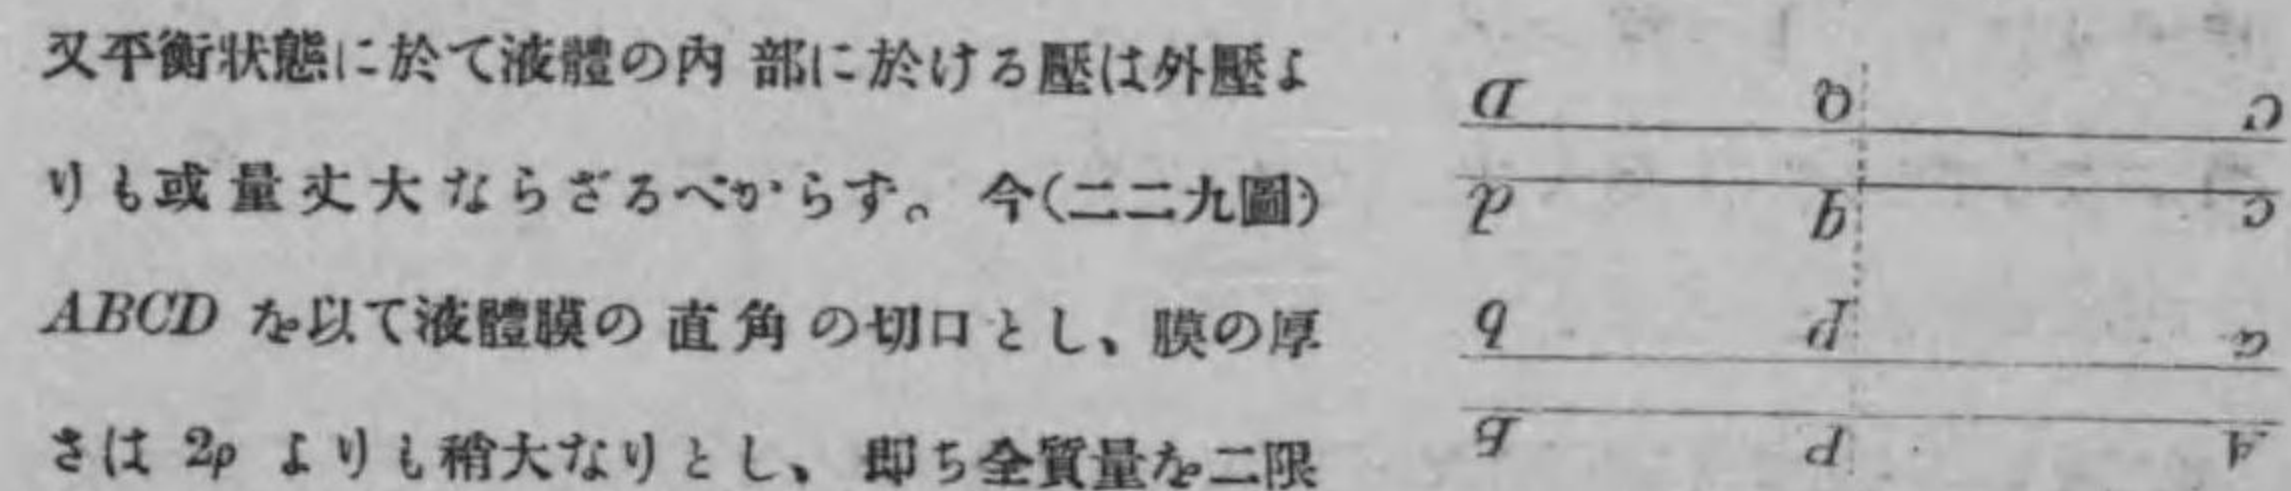 又平衡狀態に於て液體の內部に於ける壓は外壓よ
りも或量丈大ならざるべからず。今(二二九圖)
ABCD を以て液體膜の直角の切口とし、膜の厚
さは 2ρ よりも稍大なりとし、卽ち全質量を二限
D Q C
d q c
b p a
B P A